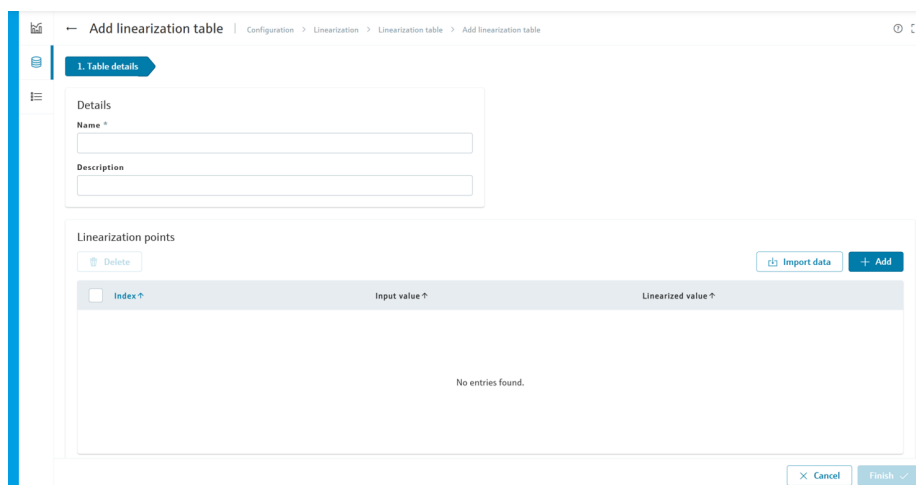 ← Add linearization table | Configuration > Linearization > Linearization table > Add linearization table
1. Table details
Details
Name *
Description
Linearization points
Delete
Import data
+ Add
Index ↑ Input value ↑ Linearized value ↑
No entries found.
× Cancel
Finish ✓